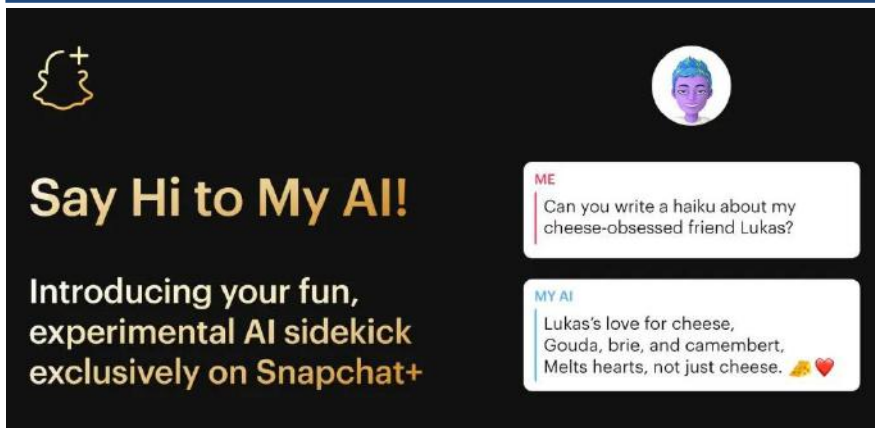 Say Hi to My AI!
Introducing your fun,
experimental AI sidekick
exclusively on Snapchat+
ME
Can you write a haiku about my
cheese-obsessed friend Lukas?
MY AI
Lukas's love for cheese,
Gouda, brie, and camembert,
Melts hearts, not just cheese. 🧀❤️